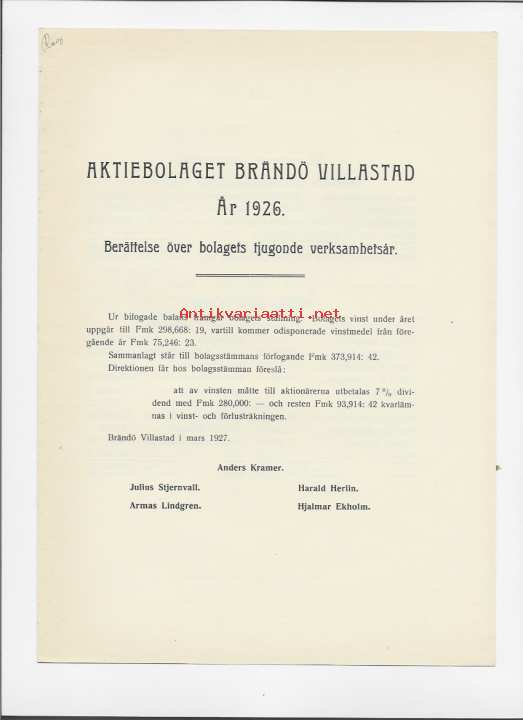 AKTIEBOLAGET BRÄNDÖ VILLASTAD
År 1926.
Berättelse över bolagets tjugonde verksamhetsår.
Antikvariaatti.net
Ur bifogade balans framgår bolagets ställning. Bolagets vinst under året
uppgår till Fmk 298,668: 19, vartill kommer odisponerade vinstmedel från före-
gående år Fmk 75,246: 23.
Sammanlagt står till bolagsstämmans förfogande Fmk 373,914: 42.
Direktionen får hos bolagsstämman föreslå:
att av vinsten måtte till aktionärerna utbetalas 7 % divi-
dend med Fmk 280,000: — och resten Fmk 93,914: 42 kvarläm-
nas i vinst- och förlusträkningen.
Brändö Villastad i mars 1927.
Anders Kramer.
Julius Stjernvall. Harald Herlin.
Armas Lindgren. Hjalmar Ekholm.